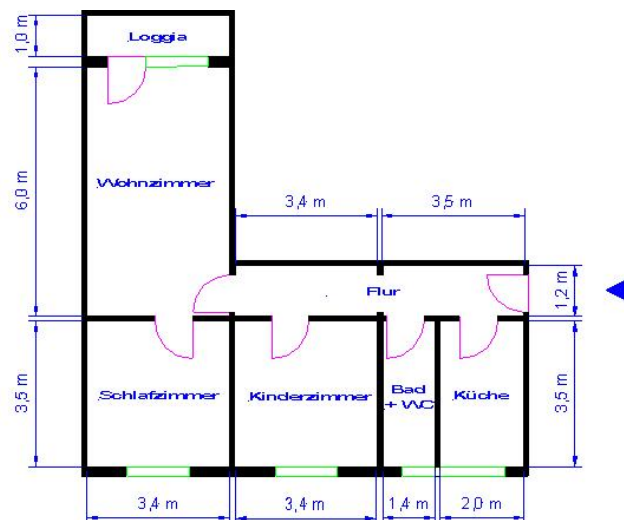 1,0 m
Loggia
6,0 m
Wohnzimmer
3,4 m
3,5 m
Flur
1,2 m
3,5 m
Schlafzimmer
Kinderzimmer
Bad
+ WC
Küche
3,5 m
3,4 m
3,4 m
1,4 m
2,0 m